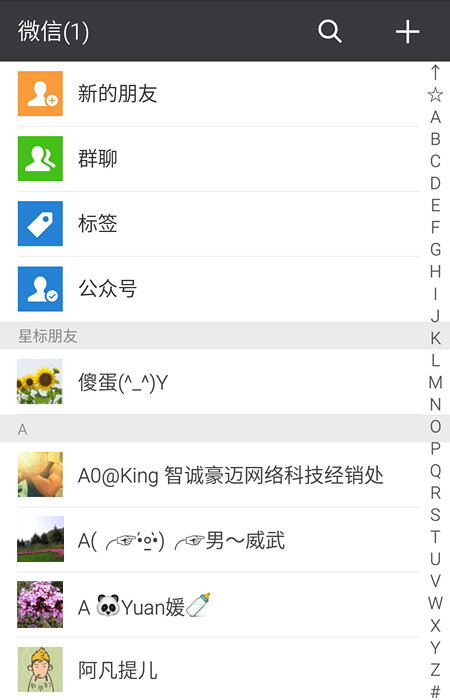 微信(1)
新的朋友
群聊
标签
公众号
星标朋友
傻蛋(^_^)Y
A
A0@King 智诚豪迈网络科技经销处
A(╭☞•́⍛•̀)╭☞男～威武
A 🐼Yuan媛🍼
阿凡提儿
↑
☆
A
B
C
D
E
F
G
H
I
J
K
L
M
N
O
P
Q
R
S
T
U
V
W
X
Y
Z
#